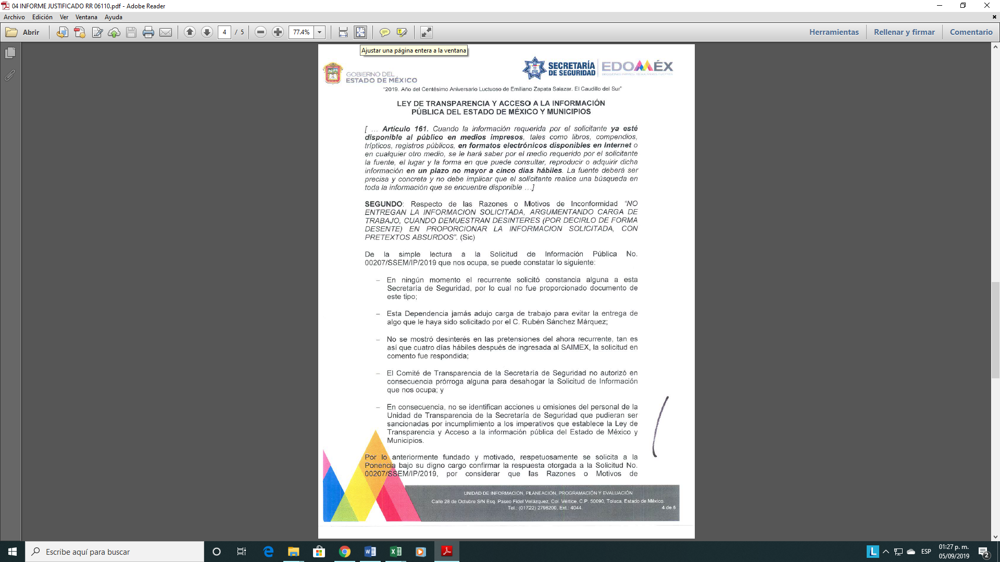 04 INFORME JUSTIFICADO RR 06110.pdf - Adobe Reader
Archivo Edición Ver Ventana Ayuda
Abrir
4 / 5
77.4%
Herramientas Rellenar y firmar Comentario
Ajustar una página entera a la ventana
GOBIERNO DEL
ESTADO DE MÉXICO
SECRETARÍA
DE SEGURIDAD
EDOMÉX
"2019. Año del Centésimo Aniversario Luctuoso de Emiliano Zapata Salazar. El Caudillo del Sur"
LEY DE TRANSPARENCIA Y ACCESO A LA INFORMACIÓN
PÚBLICA DEL ESTADO DE MÉXICO Y MUNICIPIOS
[ ... Artículo 161. Cuando la información requerida por el solicitante ya esté
disponible al público en medios impresos, tales como libros, compendios,
trípticos, registros públicos, en formatos electrónicos disponibles en Internet o
en cualquier otro medio, se le hará saber por el medio requerido por el solicitante
la fuente, el lugar y la forma en que puede consultar, reproducir o adquirir dicha
información en un plazo no mayor a cinco días hábiles. La fuente deberá ser
precisa y concreta y no debe implicar que el solicitante realice una búsqueda en
toda la información que se encuentre disponible ...]
SEGUNDO: Respecto de las Razones o Motivos de Inconformidad "NO
ENTREGAN LA INFORMACION SOLICITADA, ARGUMENTANDO CARGA DE
TRABAJO, CUANDO DEMUESTRAN DESINTERES (POR DECIRLO DE FORMA
DESENTE) EN PROPORCIONAR LA INFORMACION SOLICITADA, CON
PRETEXTOS ABSURDOS". (Sic)
De la simple lectura a la Solicitud de Información Pública No.
00207/SSEM/IP/2019 que nos ocupa, se puede constatar lo siguiente:
– En ningún momento el recurrente solicitó constancia alguna a esta
Secretaría de Seguridad, por lo cual no fue proporcionado documento de
este tipo;
– Esta Dependencia jamás adujo carga de trabajo para evitar la entrega de
algo que le haya sido solicitado por el C. Rubén Sánchez Márquez;
– No se mostró desinterés en las pretensiones del ahora recurrente, tan es
así que cuatro días hábiles después de ingresada al SAIMEX, la solicitud en
comento fue respondida;
– El Comité de Transparencia de la Secretaría de Seguridad no autorizó en
consecuencia prórroga alguna para desahogar la Solicitud de Información
que nos ocupa; y
– En consecuencia, no se identifican acciones u omisiones del personal de la
Unidad de Transparencia de la Secretaría de Seguridad que pudieran ser
sancionadas por incumplimiento a los imperativos que establece la Ley de
Transparencia y Acceso a la información pública del Estado de México y
Municipios.
Por lo anteriormente fundado y motivado, respetuosamente se solicita a la
Ponencia bajo su digno cargo confirmar la respuesta otorgada a la Solicitud No.
00207/SSEM/IP/2019, por considerar que las Razones o Motivos de
UNIDAD DE INFORMACIÓN, PLANEACIÓN, PROGRAMACIÓN Y EVALUACIÓN
Calle 28 de Octubre S/N Esq. Paseo Fidel Velázquez, Col. Vértice, C.P. 50090, Toluca, Estado de México.
Tel.: (01722) 2796200, Ext.: 4044.
4 de 5
Escribe aquí para buscar
ESP
01:27 p. m.
05/09/2019
2